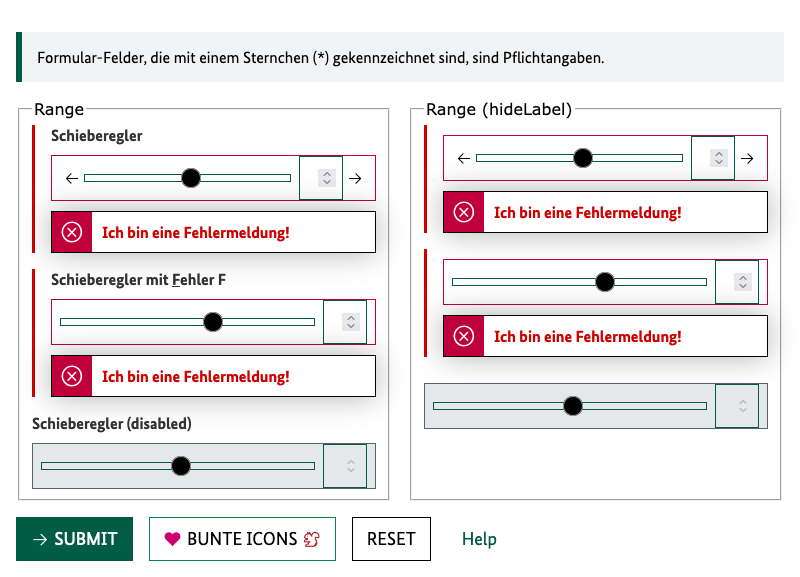 Formular-Felder, die mit einem Sternchen (*) gekennzeichnet sind, sind Pflichtangaben.
Range
Schieberegler
Ich bin eine Fehlermeldung!
Schieberegler mit Fehler F
Ich bin eine Fehlermeldung!
Schieberegler (disabled)
Range (hideLabel)
Ich bin eine Fehlermeldung!
Ich bin eine Fehlermeldung!
SUBMIT
BUNTE ICONS
RESET
Help